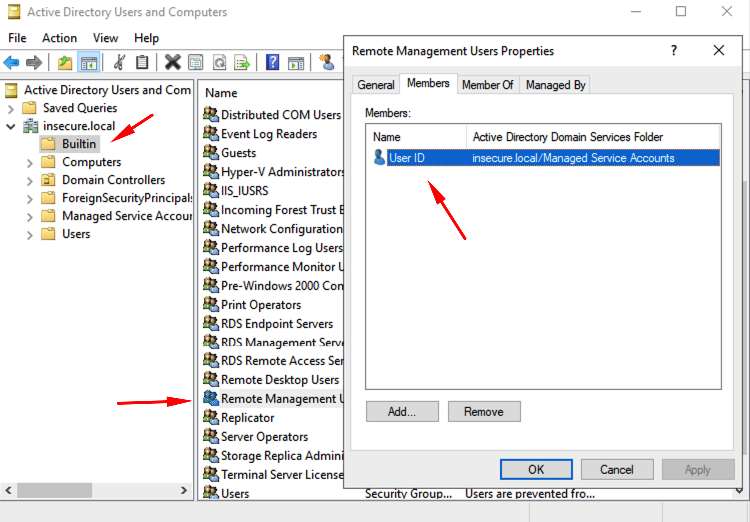 Active Directory Users and Computers
File Action View Help
Active Directory Users and Com
Saved Queries
insecure.local
Builtin
Computers
Domain Controllers
ForeignSecurityPrincipals
Managed Service Accoun
Users
Name
Distributed COM Users
Event Log Readers
Guests
Hyper-V Administrators
IIS_IUSRS
Incoming Forest Trust B
Network Configuration
Performance Log Users
Performance Monitor U
Pre-Windows 2000 Com
Print Operators
RDS Endpoint Servers
RDS Management Serve
RDS Remote Access Ser
Remote Desktop Users
Remote Management U
Replicator
Server Operators
Storage Replica Admini
Terminal Server License
Users Security Group... Users are prevented fro...
Remote Management Users Properties
General Members Member Of Managed By
Members:
Name Active Directory Domain Services Folder
User ID insecure.local/Managed Service Accounts
Add... Remove
OK Cancel Apply